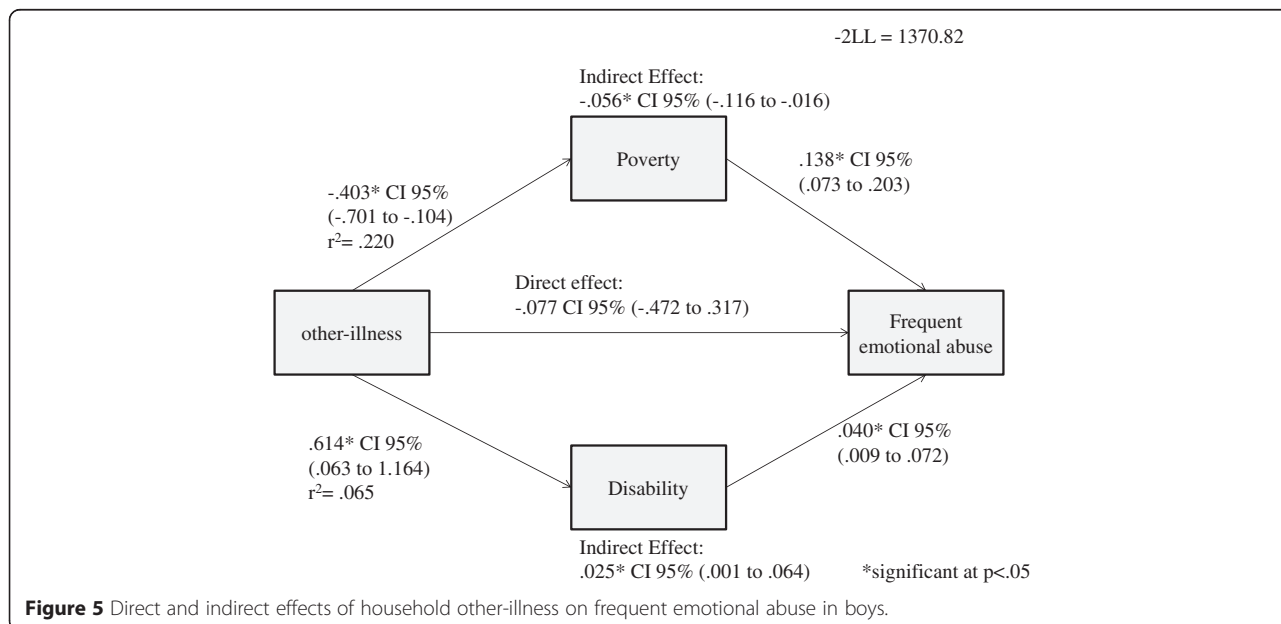 -2LL = 1370.82
Indirect Effect:
-.056* CI 95% (-.116 to -.016)
Poverty
.138* CI 95%
(.073 to .203)
-.403* CI 95%
(-.701 to -.104)
r²= .220
Direct effect:
-.077 CI 95% (-.472 to .317)
other-illness
Frequent
emotional abuse
.614* CI 95%
(.063 to 1.164)
r²= .065
.040* CI 95%
(.009 to .072)
Disability
Indirect Effect:
.025* CI 95% (.001 to .064)
*significant at p<.05
Figure 5 Direct and indirect effects of household other-illness on frequent emotional abuse in boys.